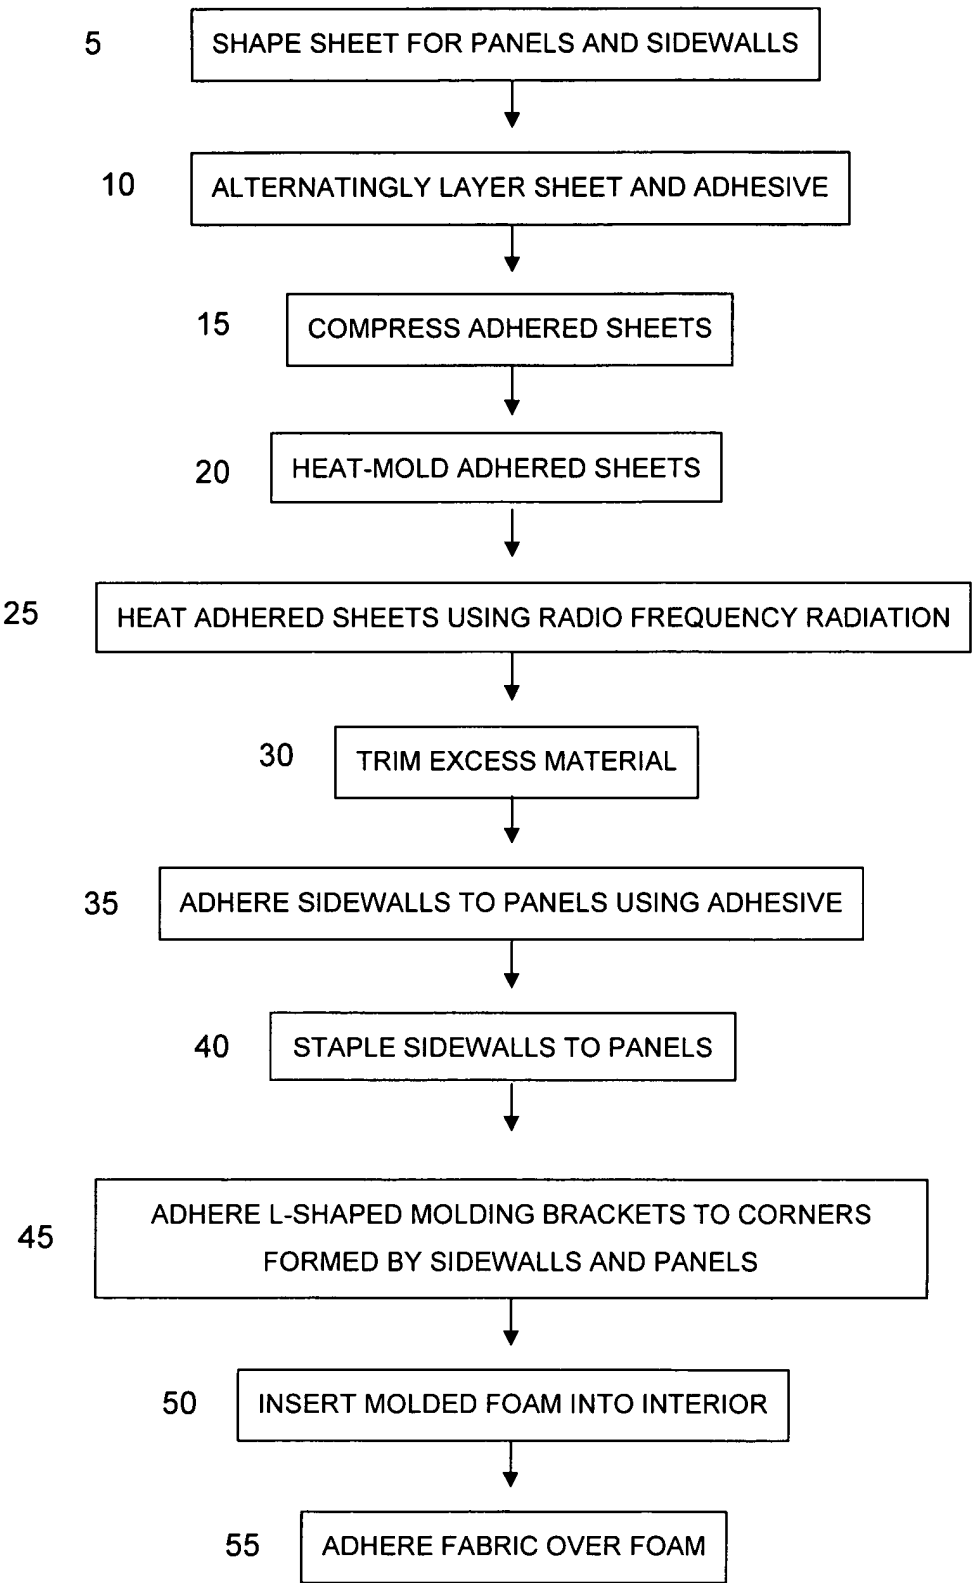 5 SHAPE SHEET FOR PANELS AND SIDEWALLS
10 ALTERNATINGLY LAYER SHEET AND ADHESIVE
15 COMPRESS ADHERED SHEETS
20 HEAT-MOLD ADHERED SHEETS
25 HEAT ADHERED SHEETS USING RADIO FREQUENCY RADIATION
30 TRIM EXCESS MATERIAL
35 ADHERE SIDEWALLS TO PANELS USING ADHESIVE
40 STAPLE SIDEWALLS TO PANELS
45 ADHERE L-SHAPED MOLDING BRACKETS TO CORNERS
FORMED BY SIDEWALLS AND PANELS
50 INSERT MOLDED FOAM INTO INTERIOR
55 ADHERE FABRIC OVER FOAM